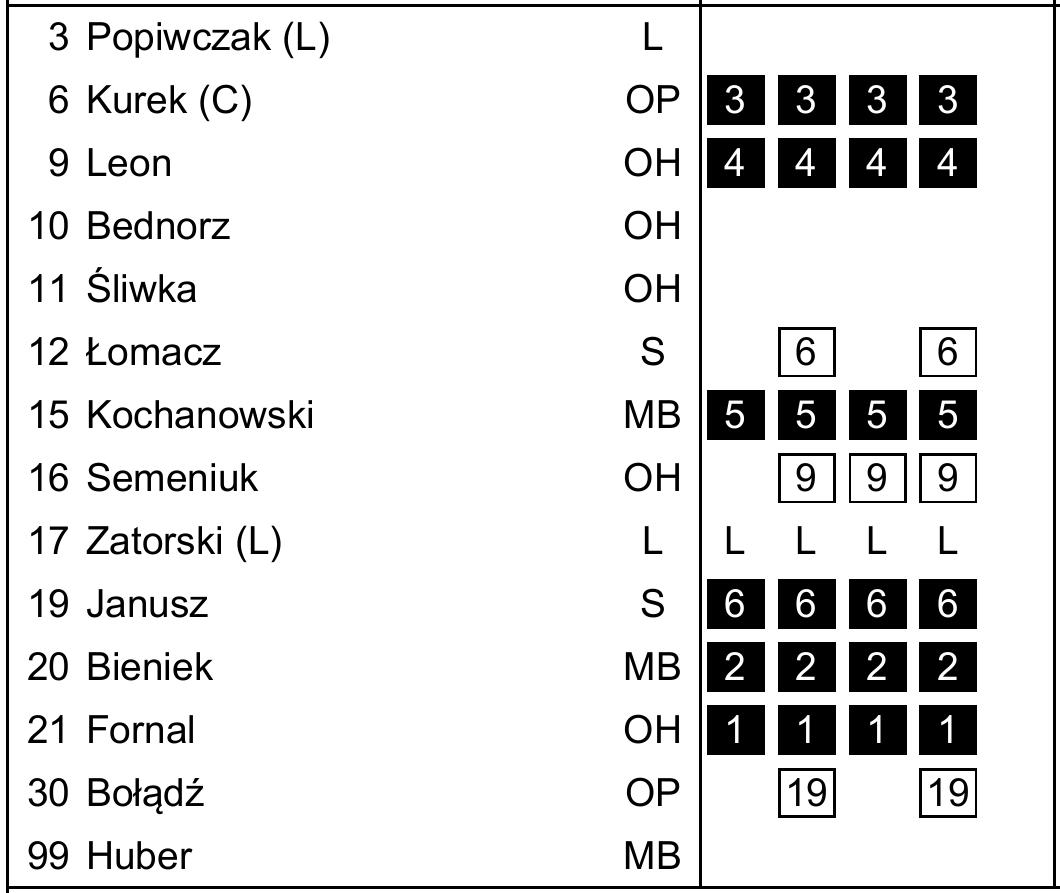 3 Popiwczak (L) L
6 Kurek (C) OP 3 3 3 3
9 Leon OH 4 4 4 4
10 Bednorz OH
11 Śliwka OH
12 Łomacz S 6 6
15 Kochanowski MB 5 5 5 5
16 Semeniuk OH 9 9 9
17 Zatorski (L) L L L L L
19 Janusz S 6 6 6 6
20 Bieniek MB 2 2 2 2
21 Fornal OH 1 1 1 1
30 Bołądź OP 19 19
99 Huber MB